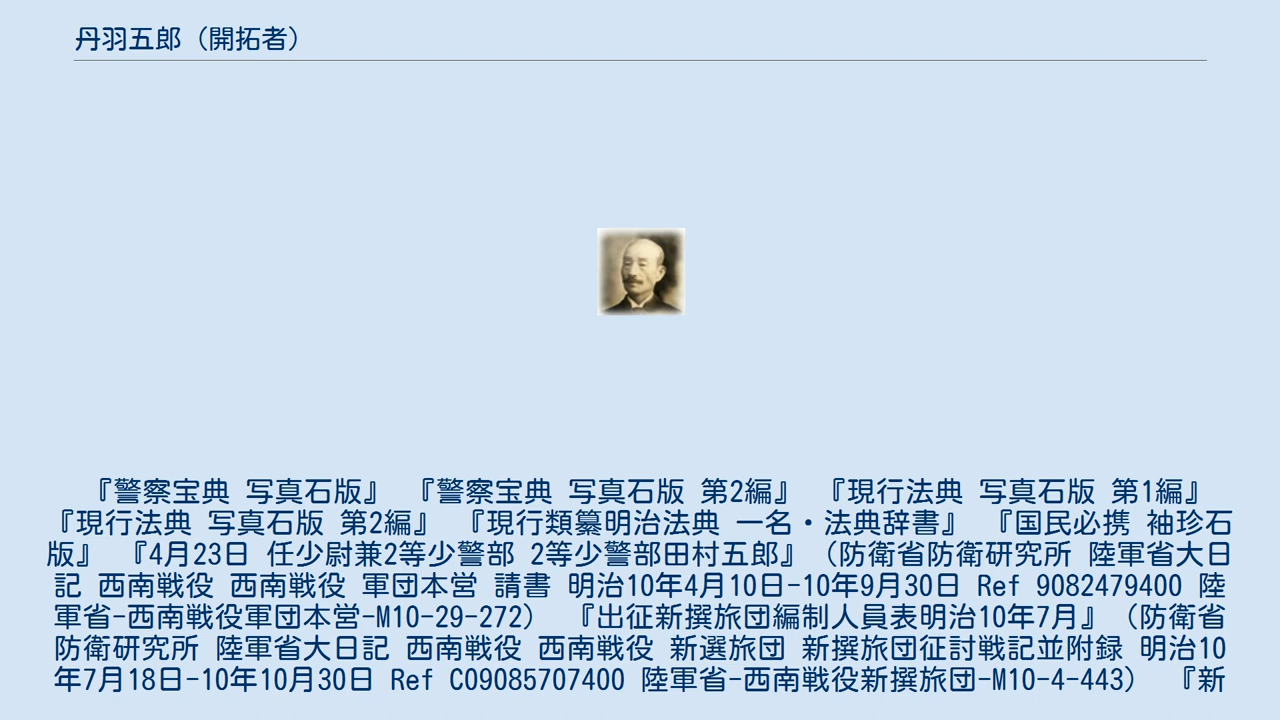 丹羽五郎（開拓者）
『警察宝典 写真石版』 『警察宝典 写真石版 第2編』 『現行法典 写真石版 第1編』
『現行法典 写真石版 第2編』 『現行類纂明治法典 一名・法典辞書』 『国民必携 袖珍石
版』 『4月23日 任少尉兼2等少警部 2等少警部田村五郎』（防衛省防衛研究所 陸軍省大日
記 西南戦役 西南戦役 軍団本営 請書 明治10年4月10日-10年9月30日 Ref 9082479400 陸
軍省-西南戦役軍団本営-M10-29-272） 『出征新撰旅団編制人員表明治10年7月』（防衛省
防衛研究所 陸軍省大日記 西南戦役 西南戦役 新選旅団 新撰旅団征討戦記並附録 明治10
年7月18日-10年10月30日 Ref C09085707400 陸軍省-西南戦役新撰旅団-M10-4-443） 『新